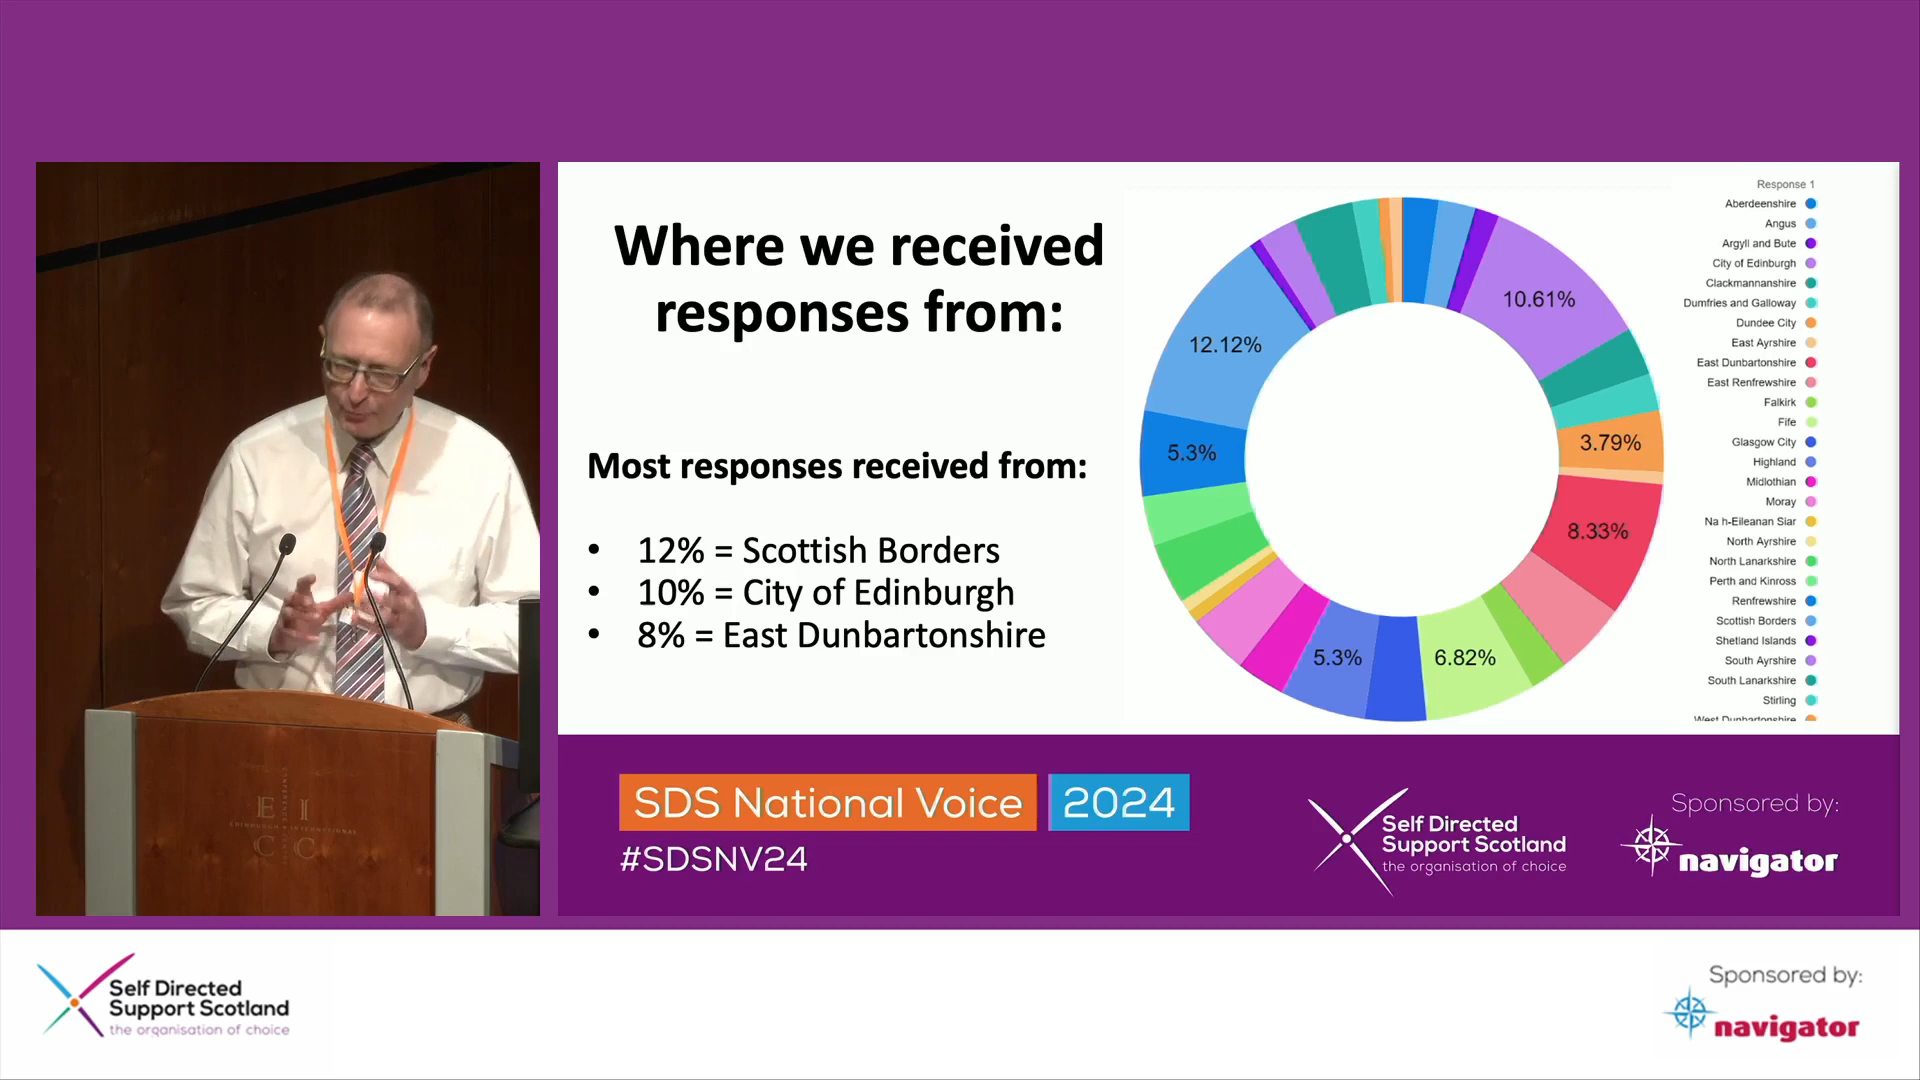 Where we received
responses from:
Most responses received from:
• 12% = Scottish Borders
• 10% = City of Edinburgh
• 8% = East Dunbartonshire
10.61%
3.79%
8.33%
6.82%
5.3%
5.3%
12.12%
Response 1
Aberdeenshire
Angus
Argyll and Bute
City of Edinburgh
Clackmannanshire
Dumfries and Galloway
Dundee City
East Ayrshire
East Dunbartonshire
East Renfrewshire
Falkirk
Fife
Glasgow City
Highland
Midlothian
Moray
Na h-Eileanan Siar
North Ayrshire
North Lanarkshire
Perth and Kinross
Renfrewshire
Scottish Borders
Shetland Islands
South Ayrshire
South Lanarkshire
Stirling
West Dunbartonshire
E I
EDINBURGH • INTERNATIONAL
C C
SDS National Voice 2024
#SDSNV24
Self Directed
Support Scotland
the organisation of choice
Sponsored by:
navigator
Self Directed
Support Scotland
the organisation of choice
Sponsored by:
navigator